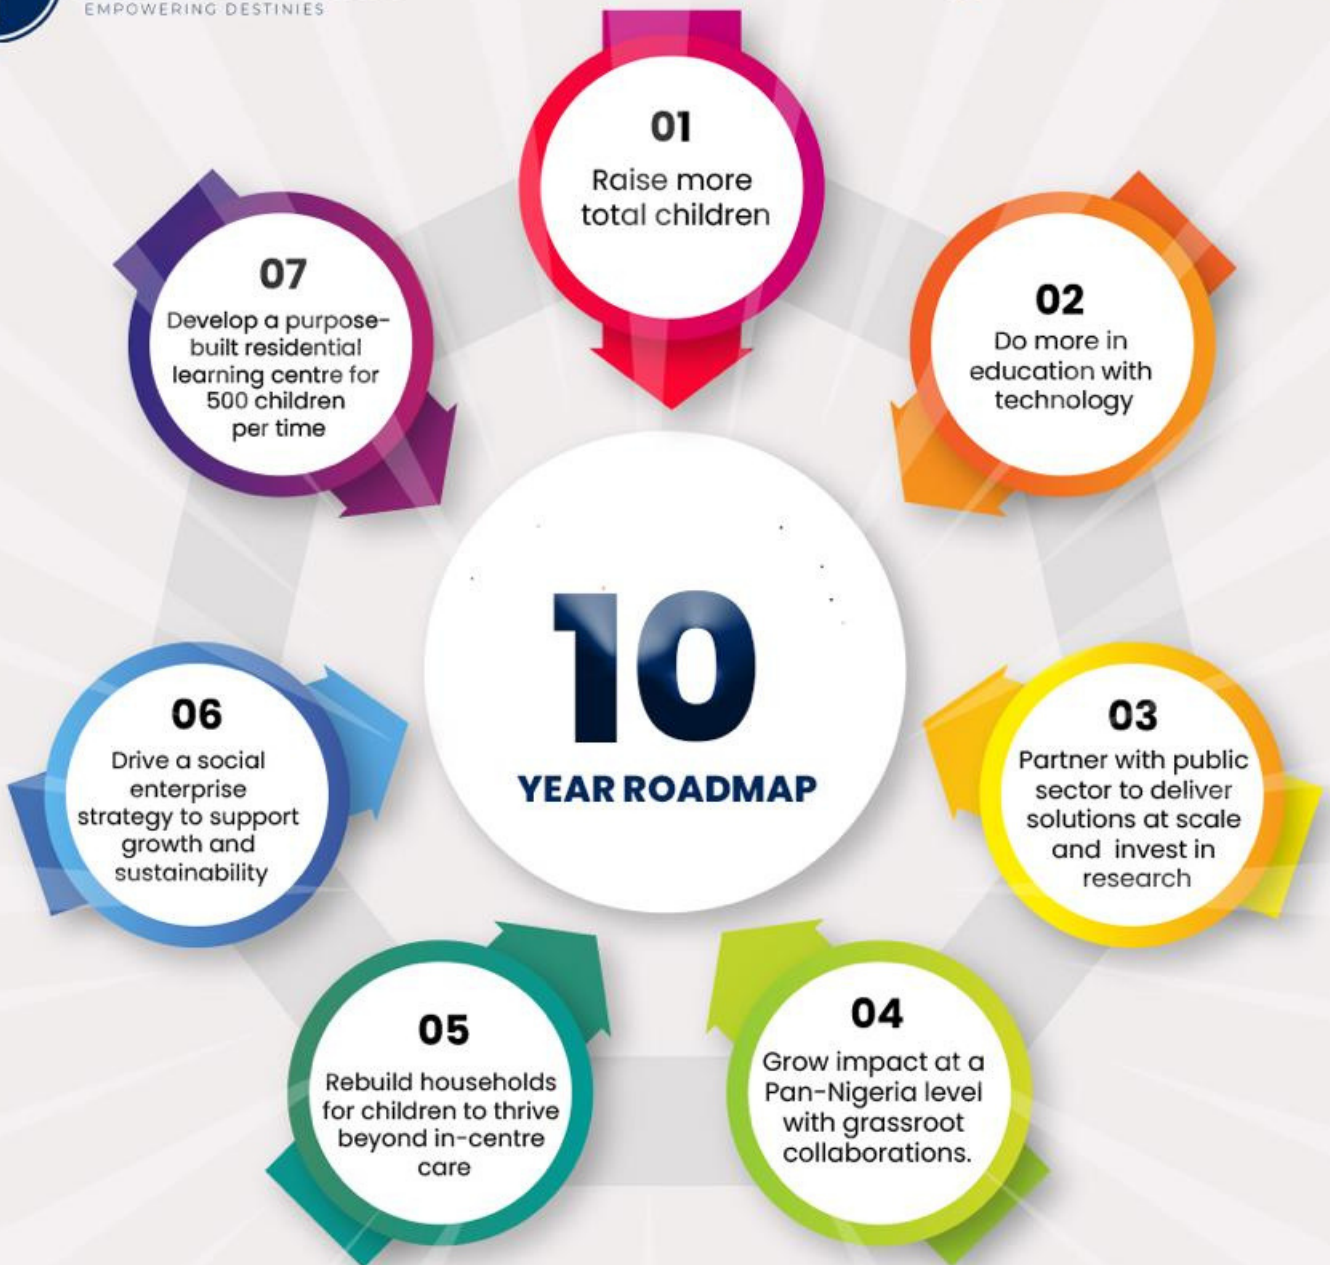 EMPOWERING DESTINIES
01
Raise more
total children
02
Do more in
education with
technology
03
Partner with public
sector to deliver
solutions at scale
and invest in
research
04
Grow impact at a
Pan-Nigeria level
with grassroot
collaborations.
05
Rebuild households
for children to thrive
beyond in-centre
care
06
Drive a social
enterprise
strategy to support
growth and
sustainability
07
Develop a purpose-
built residential
learning centre for
500 children
per time
10
YEAR ROADMAP